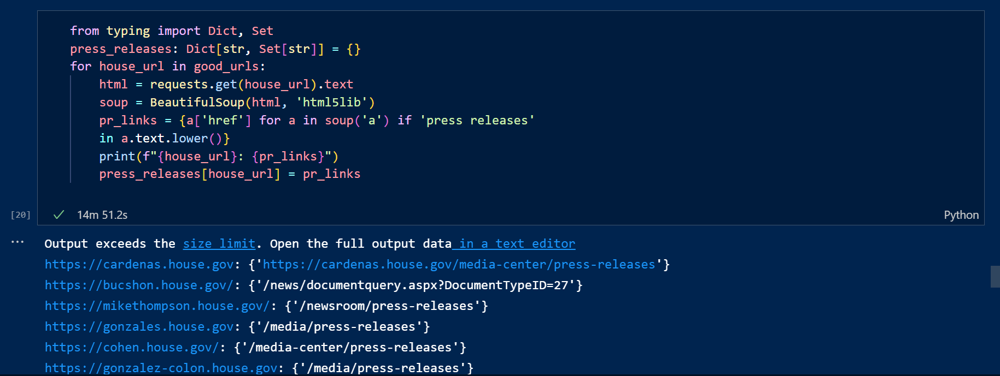 from typing import Dict, Set
press_releases: Dict[str, Set[str]] = {}
for house_url in good_urls:
    html = requests.get(house_url).text
    soup = BeautifulSoup(html, 'html5lib')
    pr_links = {a['href'] for a in soup('a') if 'press releases'
    in a.text.lower()}
    print(f"{house_url}: {pr_links}")
    press_releases[house_url] = pr_links
[20] 14m 51.2s Python
... Output exceeds the size limit. Open the full output data in a text editor
https://cardenas.house.gov: {'https://cardenas.house.gov/media-center/press-releases'}
https://bucshon.house.gov/: {'/news/documentquery.aspx?DocumentTypeID=27'}
https://mikethompson.house.gov/: {'/newsroom/press-releases'}
https://gonzales.house.gov: {'/media/press-releases'}
https://cohen.house.gov/: {'/media-center/press-releases'}
https://gonzalez-colon.house.gov: {'/media/press-releases'}